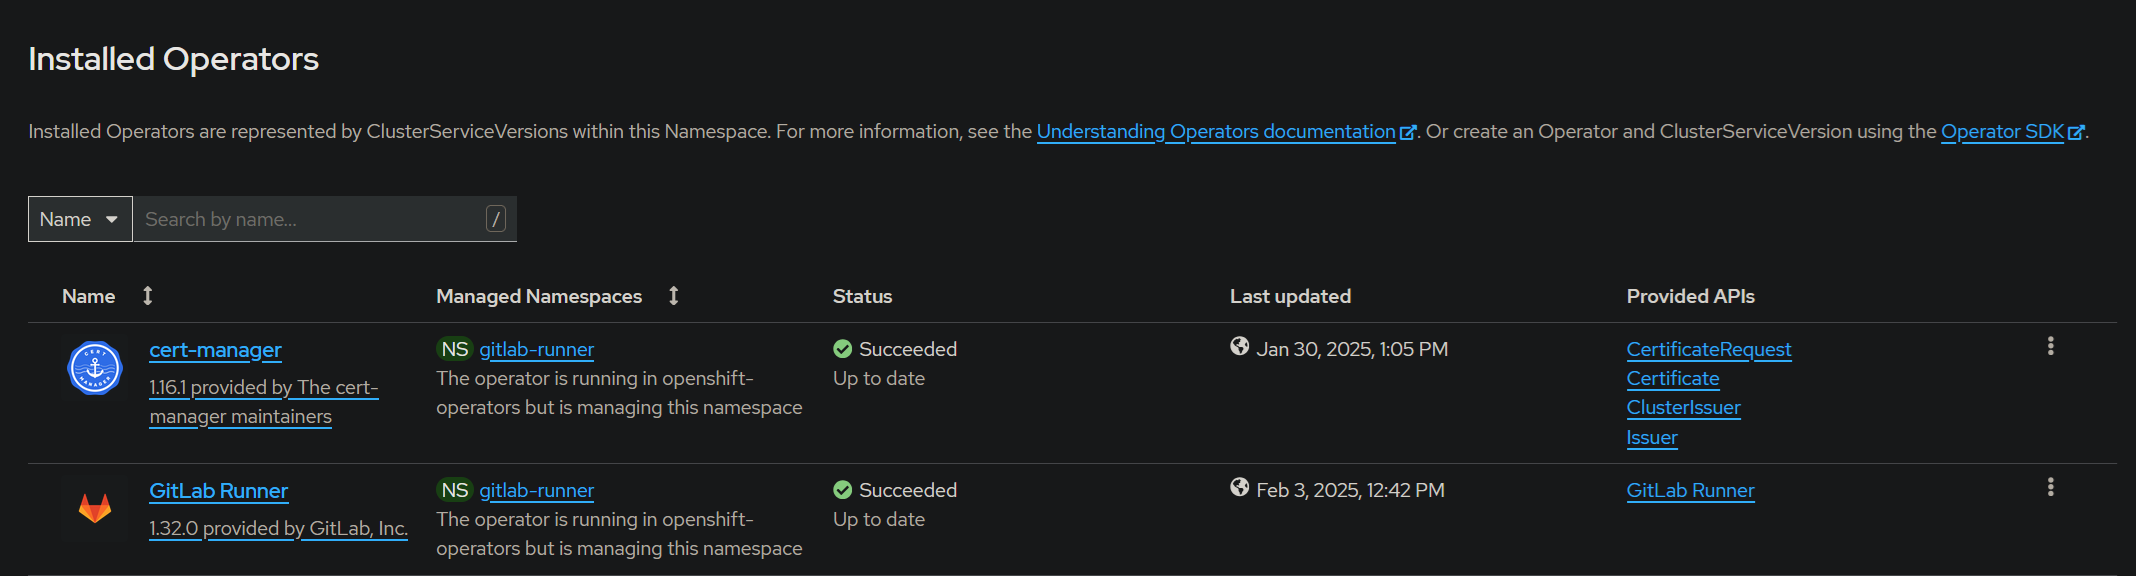 Installed Operators
Installed Operators are represented by ClusterServiceVersions within this Namespace. For more information, see the Understanding Operators documentation. Or create an Operator and ClusterServiceVersion using the Operator SDK.
Name Search by name... /
Name Managed Namespaces Status Last updated Provided APIs
CERT MANAGER
cert-manager
1.16.1 provided by The cert-
manager maintainers
NS gitlab-runner
The operator is running in openshift-
operators but is managing this namespace
Succeeded
Up to date
Jan 30, 2025, 1:05 PM
CertificateRequest
Certificate
ClusterIssuer
Issuer
GitLab Runner
1.32.0 provided by GitLab, Inc.
NS gitlab-runner
The operator is running in openshift-
operators but is managing this namespace
Succeeded
Up to date
Feb 3, 2025, 12:42 PM
GitLab Runner